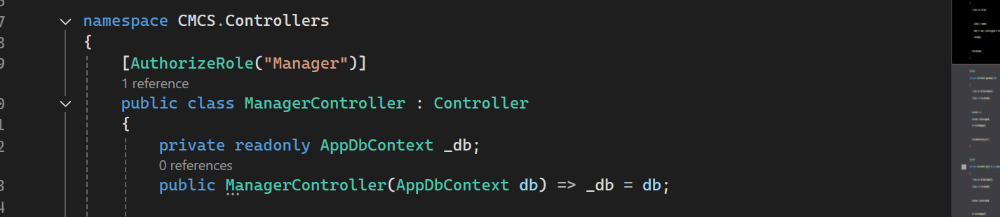 namespace CMCS.Controllers
{
[AuthorizeRole("Manager")]
1 reference
public class ManagerController : Controller
{
private readonly AppDbContext _db;
0 references
public ManagerController(AppDbContext db) => _db = db;